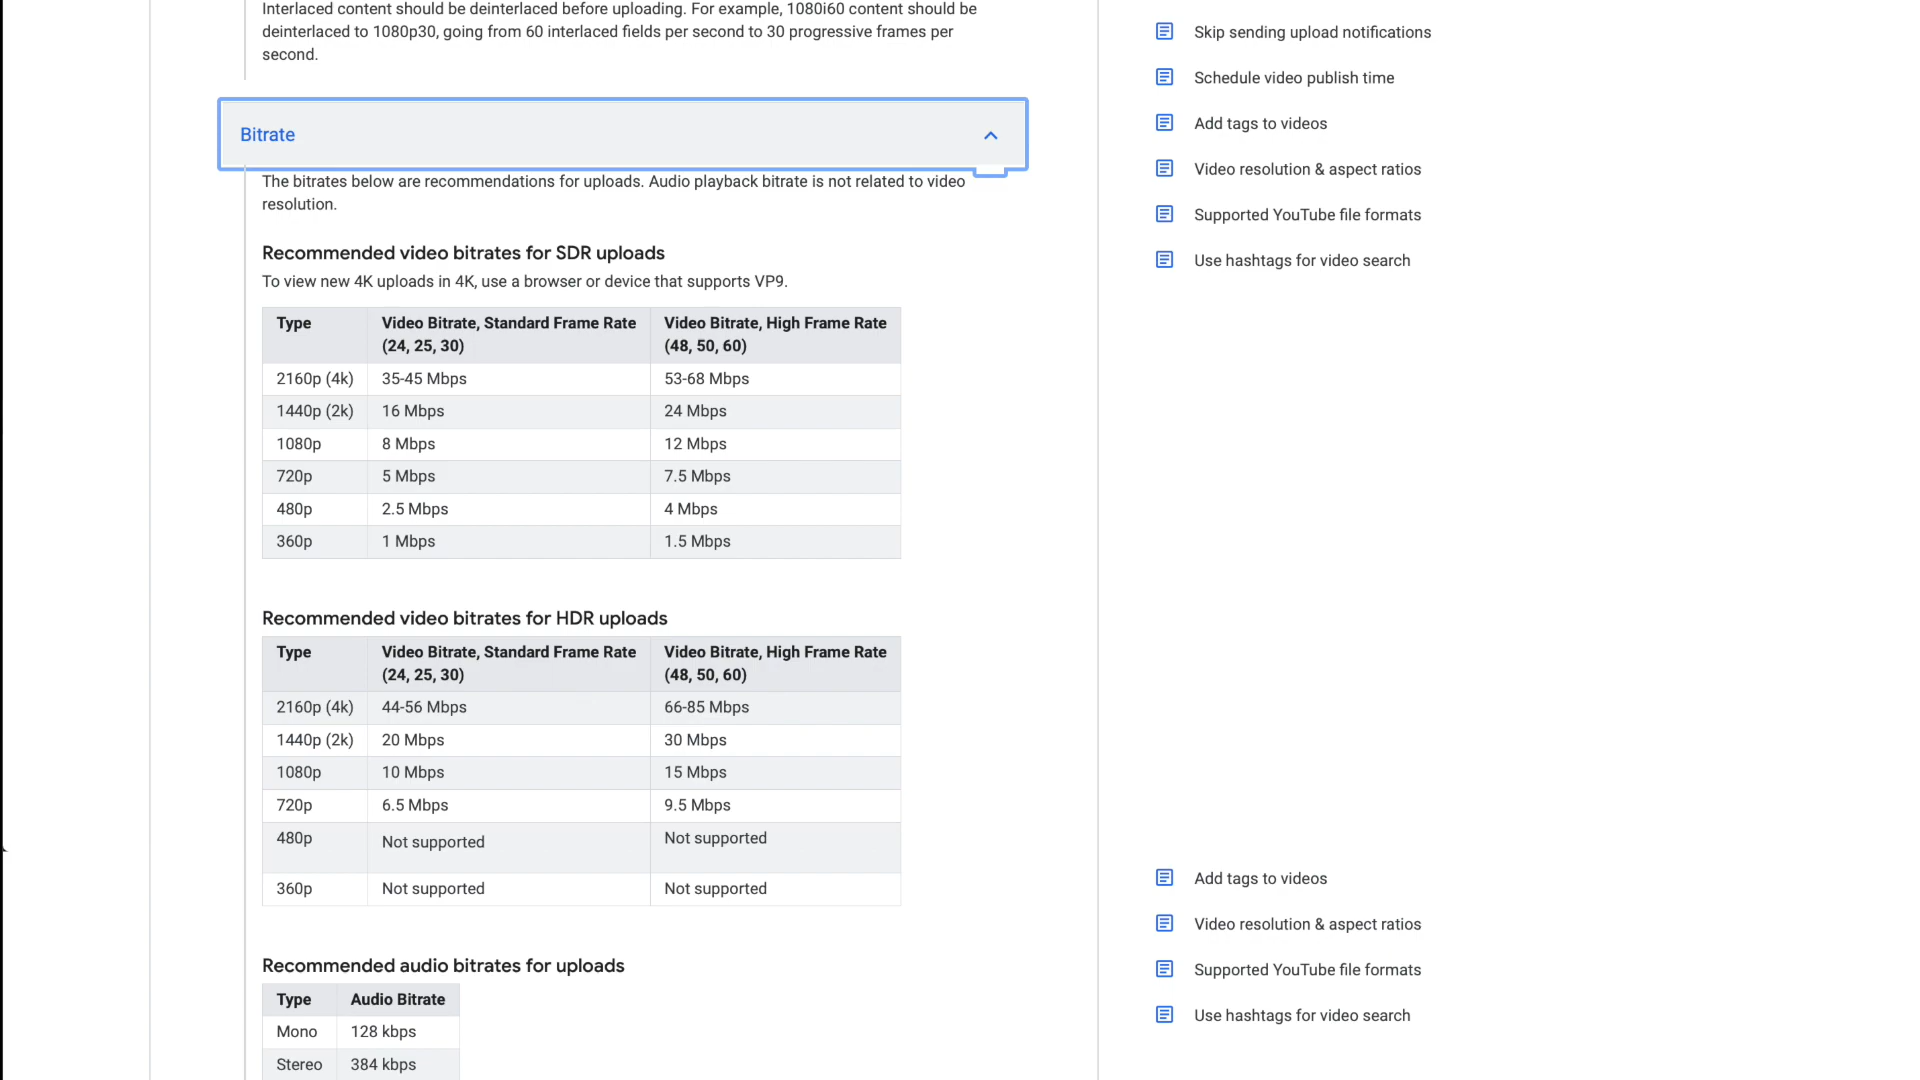 Interlaced content should be deinterlaced before uploading. For example, 1080i60 content should be
deinterlaced to 1080p30, going from 60 interlaced fields per second to 30 progressive frames per
second.
Bitrate
The bitrates below are recommendations for uploads. Audio playback bitrate is not related to video
resolution.
Recommended video bitrates for SDR uploads
To view new 4K uploads in 4K, use a browser or device that supports VP9.
Type Video Bitrate, Standard Frame Rate (24, 25, 30) Video Bitrate, High Frame Rate (48, 50, 60)
2160p (4k) 35-45 Mbps 53-68 Mbps
1440p (2k) 16 Mbps 24 Mbps
1080p 8 Mbps 12 Mbps
720p 5 Mbps 7.5 Mbps
480p 2.5 Mbps 4 Mbps
360p 1 Mbps 1.5 Mbps
Recommended video bitrates for HDR uploads
Type Video Bitrate, Standard Frame Rate (24, 25, 30) Video Bitrate, High Frame Rate (48, 50, 60)
2160p (4k) 44-56 Mbps 66-85 Mbps
1440p (2k) 20 Mbps 30 Mbps
1080p 10 Mbps 15 Mbps
720p 6.5 Mbps 9.5 Mbps
480p Not supported Not supported
360p Not supported Not supported
Recommended audio bitrates for uploads
Type Audio Bitrate
Mono 128 kbps
Stereo 384 kbps
Skip sending upload notifications
Schedule video publish time
Add tags to videos
Video resolution & aspect ratios
Supported YouTube file formats
Use hashtags for video search
Add tags to videos
Video resolution & aspect ratios
Supported YouTube file formats
Use hashtags for video search